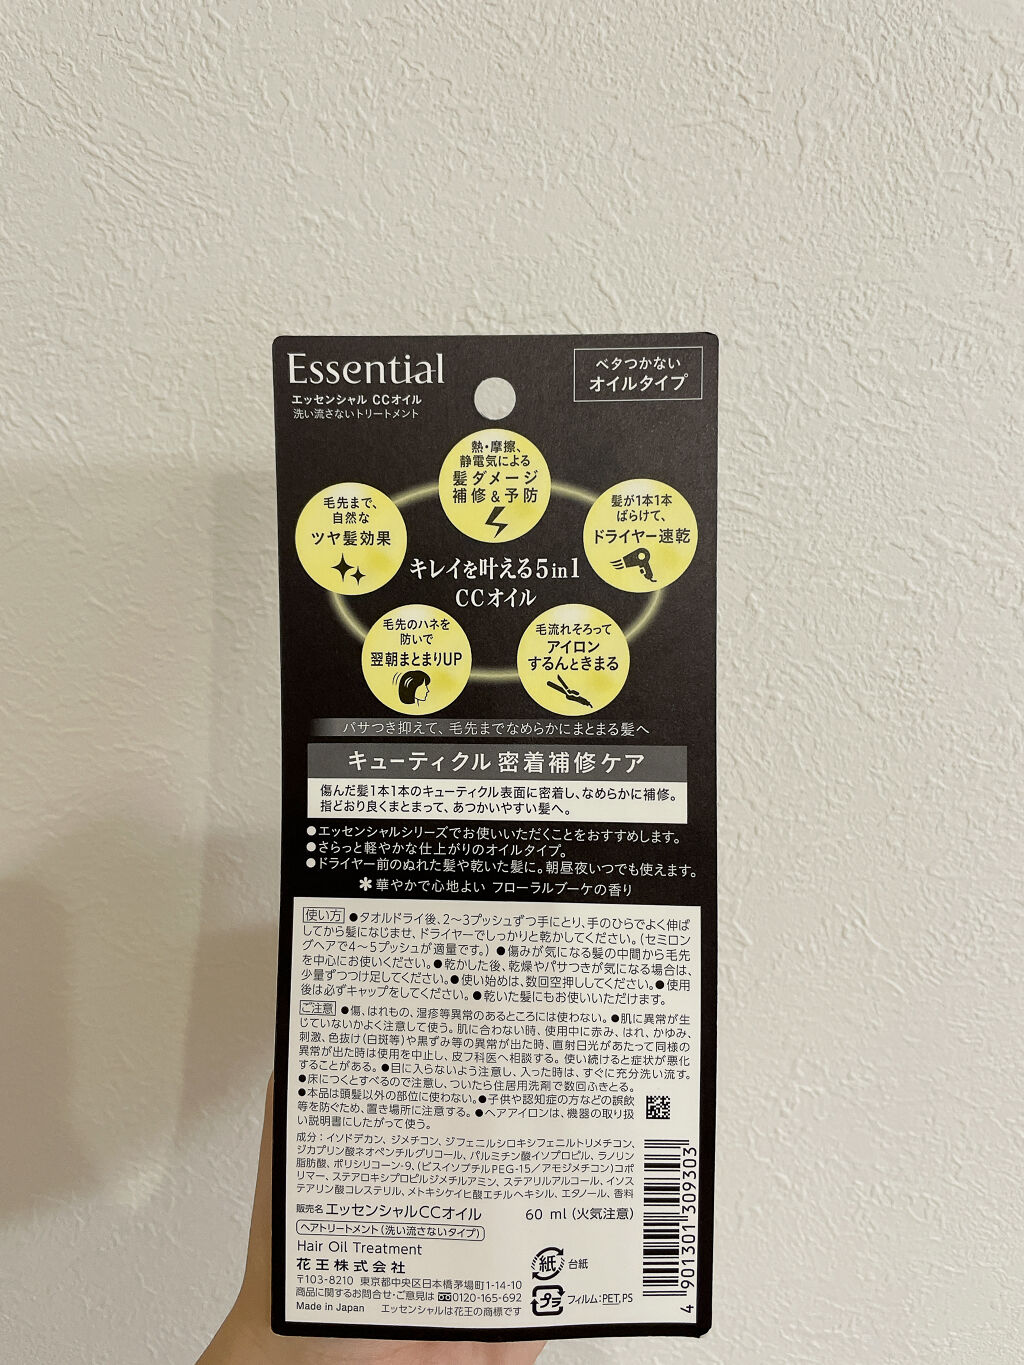 Essential
エッセンシャル CCオイル
洗い流さないトリートメント
ベタつかない
オイルタイプ
熱・摩擦、
静電気による
髪ダメージ
補修&予防
毛先まで、
自然な
ツヤ髪効果
髪が1本1本
ばらけて、
ドライヤー速乾
キレイを叶える5in1
CCオイル
毛先のハネを
防いで
翌朝まとまりUP
毛流れそろって
アイロン
するんときまる
パサつき抑えて、毛先までなめらかにまとまる髪へ
キューティクル 密着補修ケア
傷んだ髪1本1本のキューティクル表面に密着し、なめらかに補修。
指どおり良くまとまって、あつかいやすい髪へ。
●エッセンシャルシリーズでお使いいただくことをおすすめします。
●さらっと軽やかな仕上がりのオイルタイプ。
●ドライヤー前のぬれた髪や乾いた髪に。朝昼夜いつでも使えます。
＊華やかで心地よい フローラルブーケの香り
使い方 ●タオルドライ後、2～3プッシュずつ手にとり、手のひらでよく伸ば
してから髪になじませ、ドライヤーでしっかりと乾かしてください。(セミロン
グヘアで4～5プッシュが適量です。) ●傷みが気になる髪の中間から毛先
を中心にお使いください。●乾かした後、乾燥やパサつきが気になる場合は、
少量ずつつけ足してください。●使い始めは、数回空押ししてください。●使用
後は必ずキャップをしてください。●乾いた髪にもお使いいただけます。
ご注意 ●傷、はれもの、湿疹等異常のあるところには使わない。●肌に異常が生
じていないかよく注意して使う。肌に合わない時、使用中に赤み、はれ、かゆみ、
刺激、色抜け(白斑等)や黒ずみ等の異常が出た時、直射日光があたって同様の
異常が出た時は使用を中止し、皮フ科医へ相談する。使い続けると症状が悪化
することがある。●目に入らないよう注意し、入った時は、すぐに充分洗い流す。
●床につくとすべるので注意し、ついたら住居用洗剤で数回ふきとる。
●本品は頭髪以外の部位に使わない。●子供や認知症の方などの誤飲
等を防ぐため、置き場所に注意する。●ヘアアイロンは、機器の取り扱
い説明書にしたがって使う。
成分:イソドデカン、ジメチコン、ジフェニルシロキシフェニルトリメチコン、
ジカプリン酸ネオペンチルグリコール、パルミチン酸イソプロピル、ラノリン
脂肪酸、ポリシリコーン-9、(ビスイソブチルPEG-15/アモジメチコン)コポ
リマー、ステアロキシプロピルジメチルアミン、ステアリルアルコール、イソス
テアリン酸コレステリル、メトキシケイヒ酸エチルヘキシル、エタノール、香料
販売名 エッセンシャルCCオイル 60 ml (火気注意)
ヘアトリートメント(洗い流さないタイプ)
Hair Oil Treatment
花王株式会社
〒103-8210 東京都中央区日本橋茅場町1-14-10
商品に関するお問合せ・ご意見は 0120-165-692
Made in Japan エッセンシャルは花王の商標です
紙 台紙
プラ フィルム:PET,PS
4 901301 309303